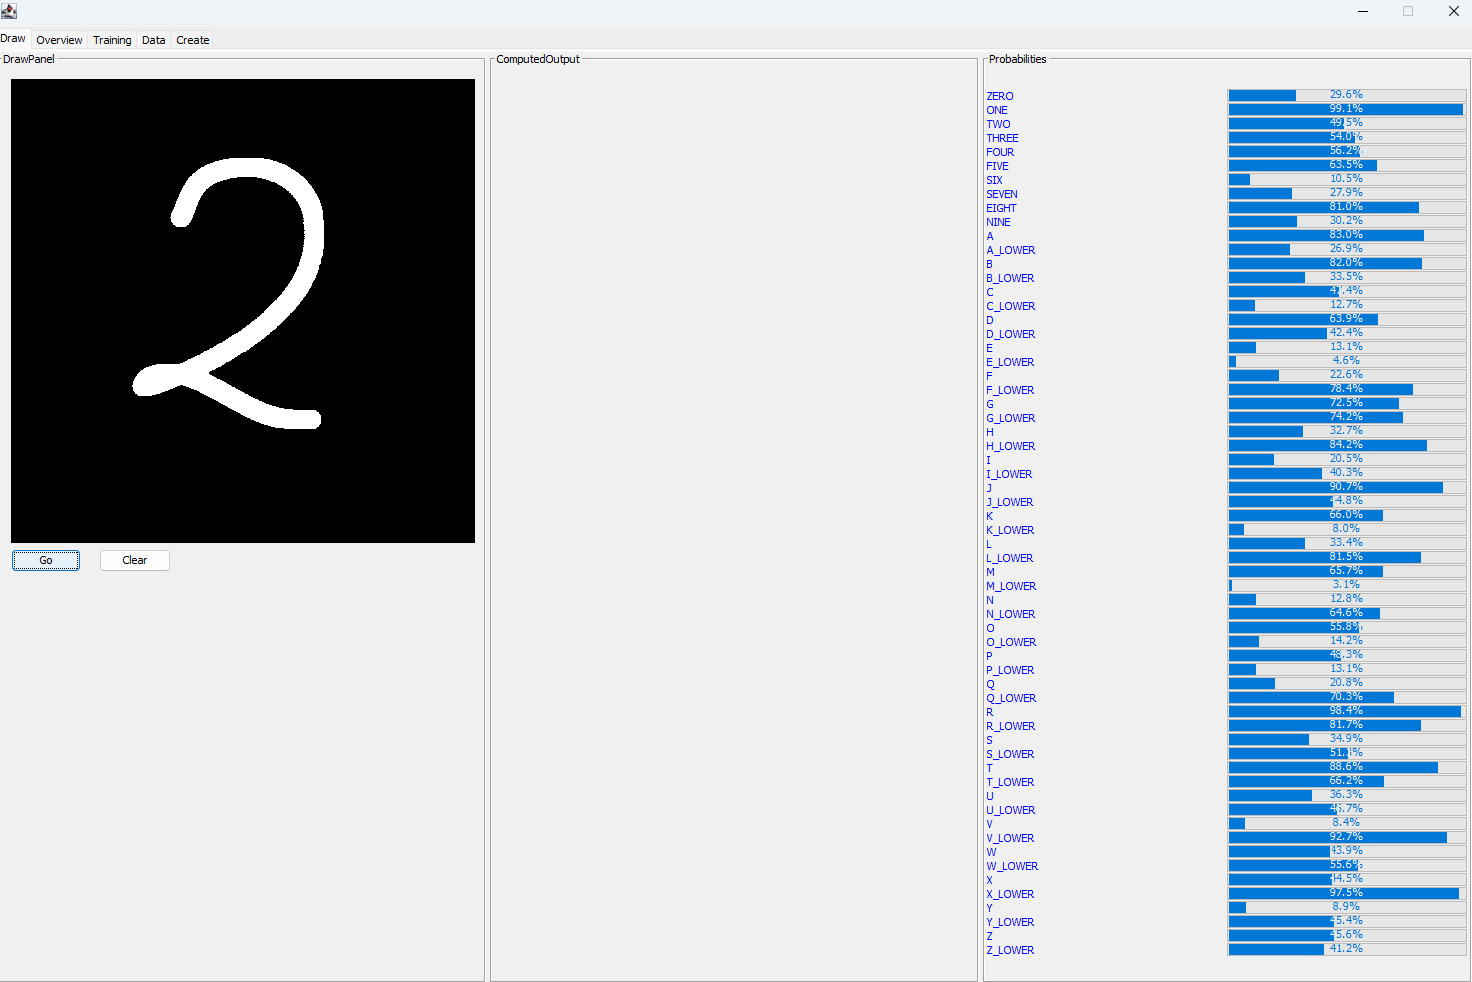 Draw Overview Training Data Create
DrawPanel ComputedOutput Probabilities
2
Go Clear
ZERO 29.6%
ONE 99.1%
TWO 49.5%
THREE 54.0%
FOUR 56.2%
FIVE 63.5%
SIX 10.5%
SEVEN 27.9%
EIGHT 81.0%
NINE 30.2%
A 83.0%
A_LOWER 26.9%
B 82.0%
B_LOWER 33.5%
C
C_LOWER 12.7%
D 63.9%
D_LOWER 42.4%
E 13.1%
E_LOWER 4.6%
F 22.6%
F_LOWER 78.4%
G 72.5%
G_LOWER 74.2%
H 32.7%
H_LOWER 84.2%
I 20.5%
I_LOWER 40.3%
J 90.7%
J_LOWER 44.8%
K 66.0%
K_LOWER 8.0%
L 33.4%
L_LOWER 81.5%
M 65.7%
M_LOWER 3.1%
N 12.8%
N_LOWER 64.6%
O 55.8%
O_LOWER 14.2%
P 48.3%
P_LOWER 13.1%
Q 20.8%
Q_LOWER 70.3%
R 98.4%
R_LOWER 81.7%
S 34.9%
S_LOWER
T 88.6%
T_LOWER 66.2%
U 36.3%
U_LOWER 46.7%
V 8.4%
V_LOWER 92.7%
W 43.9%
W_LOWER 55.6%
X 44.5%
X_LOWER 97.5%
Y 8.9%
Y_LOWER 45.4%
Z 45.6%
Z_LOWER 41.2%